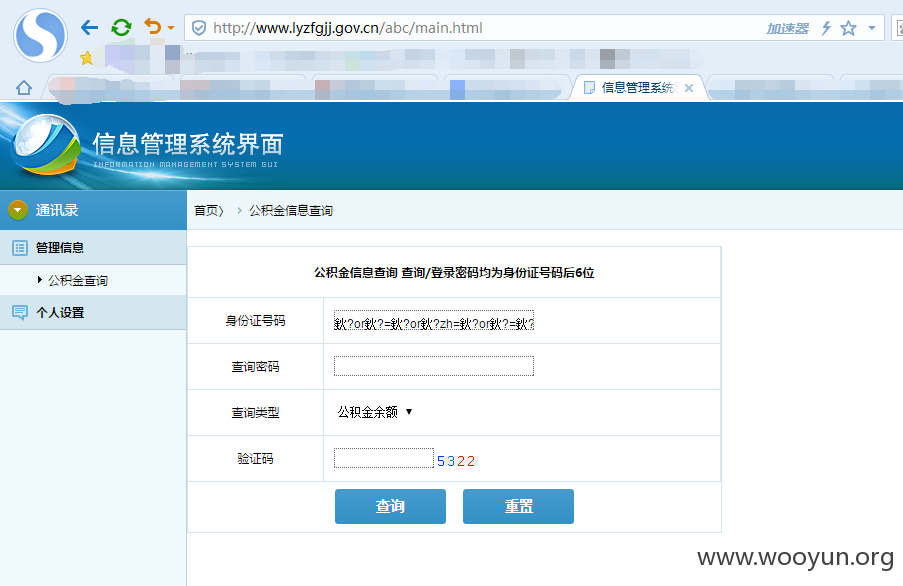 http://www.lyzfgjj.gov.cn/abc/main.html
加速器
信息管理系统
信息管理系统界面
INFORMATION MANAGEMENT SYSTEM GUI
通讯录
首页〉 > 公积金信息查询
管理信息
公积金查询
个人设置
公积金信息查询 查询/登录密码均为身份证号码后6位
身份证号码
鈥?or鈥?=鈥?or鈥?zh=鈥?or鈥?=鈥?
查询密码
查询类型
公积金余额 ▼
验证码
5322
查询
重置
www.wooyun.org